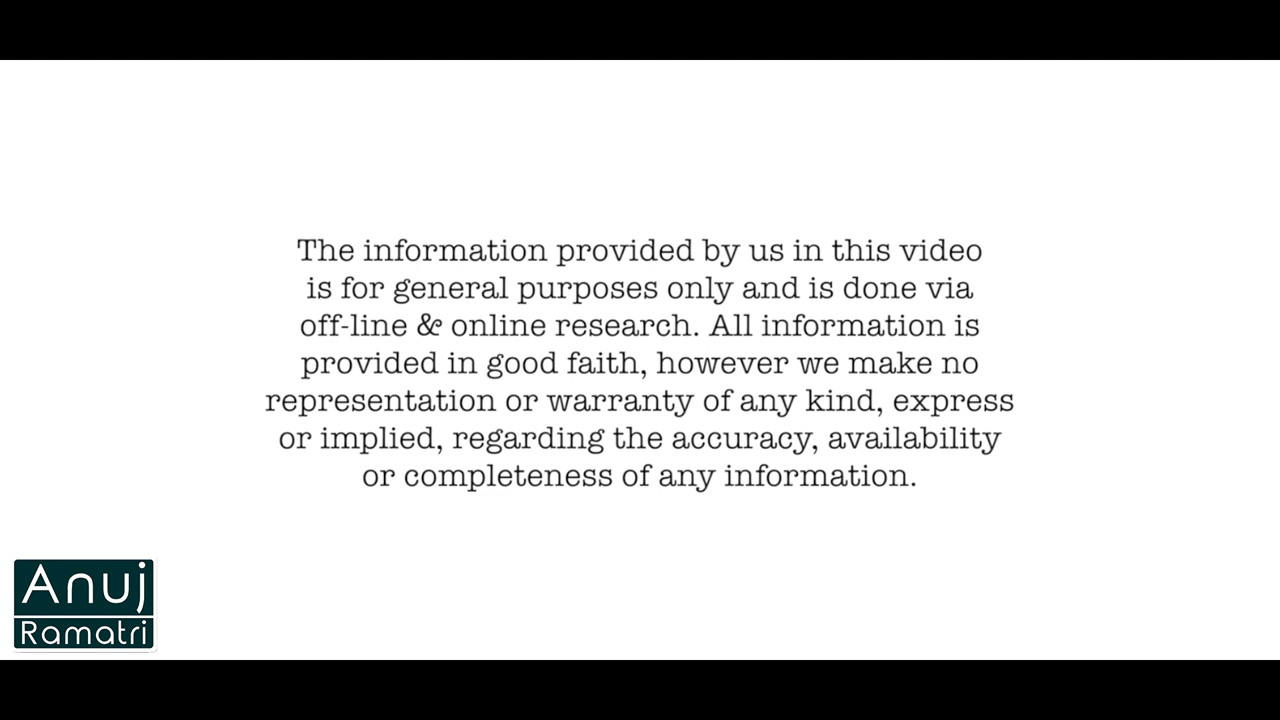 The information provided by us in this video
is for general purposes only and is done via
off-line & online research. All information is
provided in good faith, however we make no
representation or warranty of any kind, express
or implied, regarding the accuracy, availability
or completeness of any information.
Anuj
Ramatri